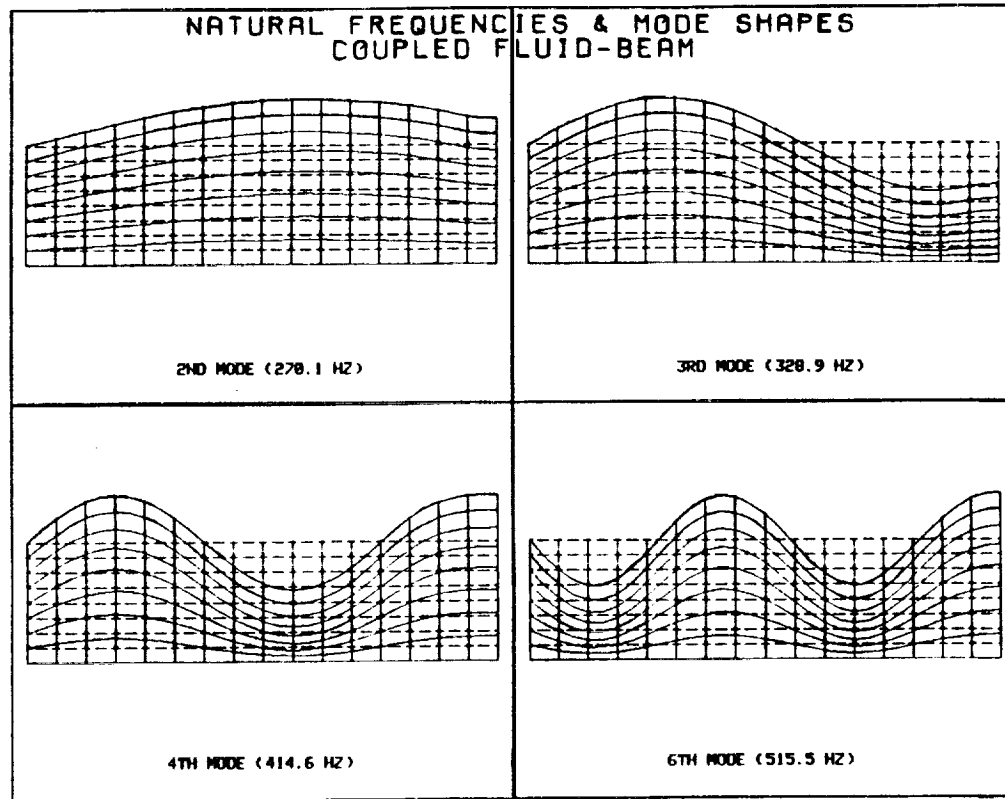 NATURAL FREQUENCIES & MODE SHAPES
COUPLED FLUID-BEAM
2ND MODE (270.1 HZ)
3RD MODE (320.9 HZ)
4TH MODE (414.6 HZ)
6TH MODE (515.5 HZ)